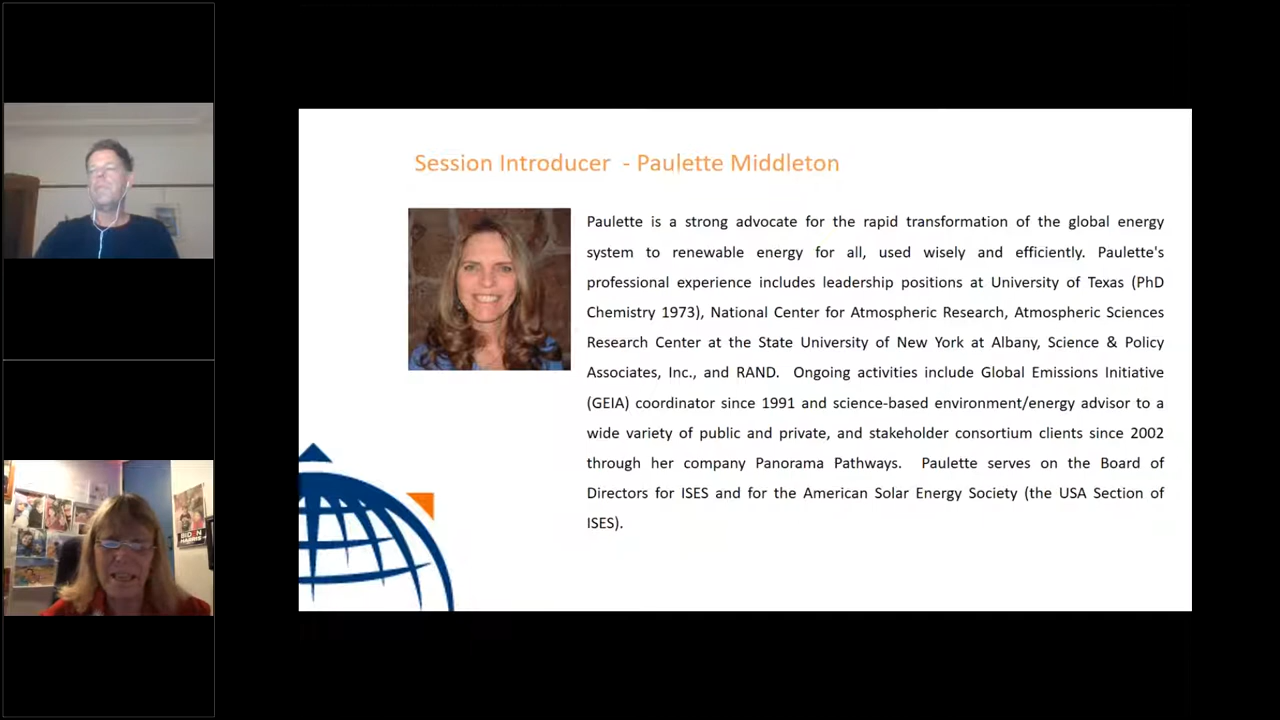 Session Introducer - Paulette Middleton
Paulette is a strong advocate for the rapid transformation of the global energy
system to renewable energy for all, used wisely and efficiently. Paulette's
professional experience includes leadership positions at University of Texas (PhD
Chemistry 1973), National Center for Atmospheric Research, Atmospheric Sciences
Research Center at the State University of New York at Albany, Science & Policy
Associates, Inc., and RAND. Ongoing activities include Global Emissions Initiative
(GEIA) coordinator since 1991 and science-based environment/energy advisor to a
wide variety of public and private, and stakeholder consortium clients since 2002
through her company Panorama Pathways. Paulette serves on the Board of
Directors for ISES and for the American Solar Energy Society (the USA Section of
ISES).
BIDEN
HARRIS